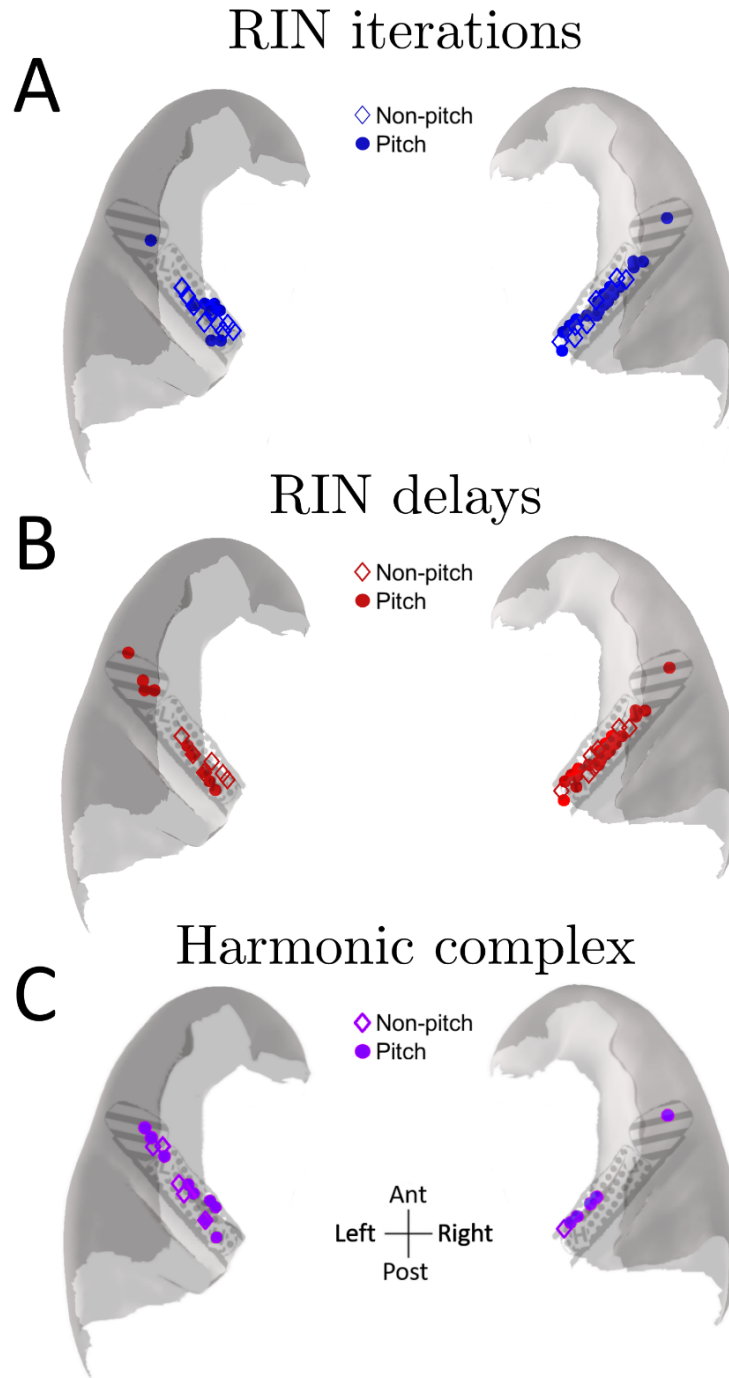 RIN iterations
A
Non-pitch
Pitch
RIN delays
B
Non-pitch
Pitch
Harmonic complex
C
Non-pitch
Pitch
Ant
Left Right
Post
H